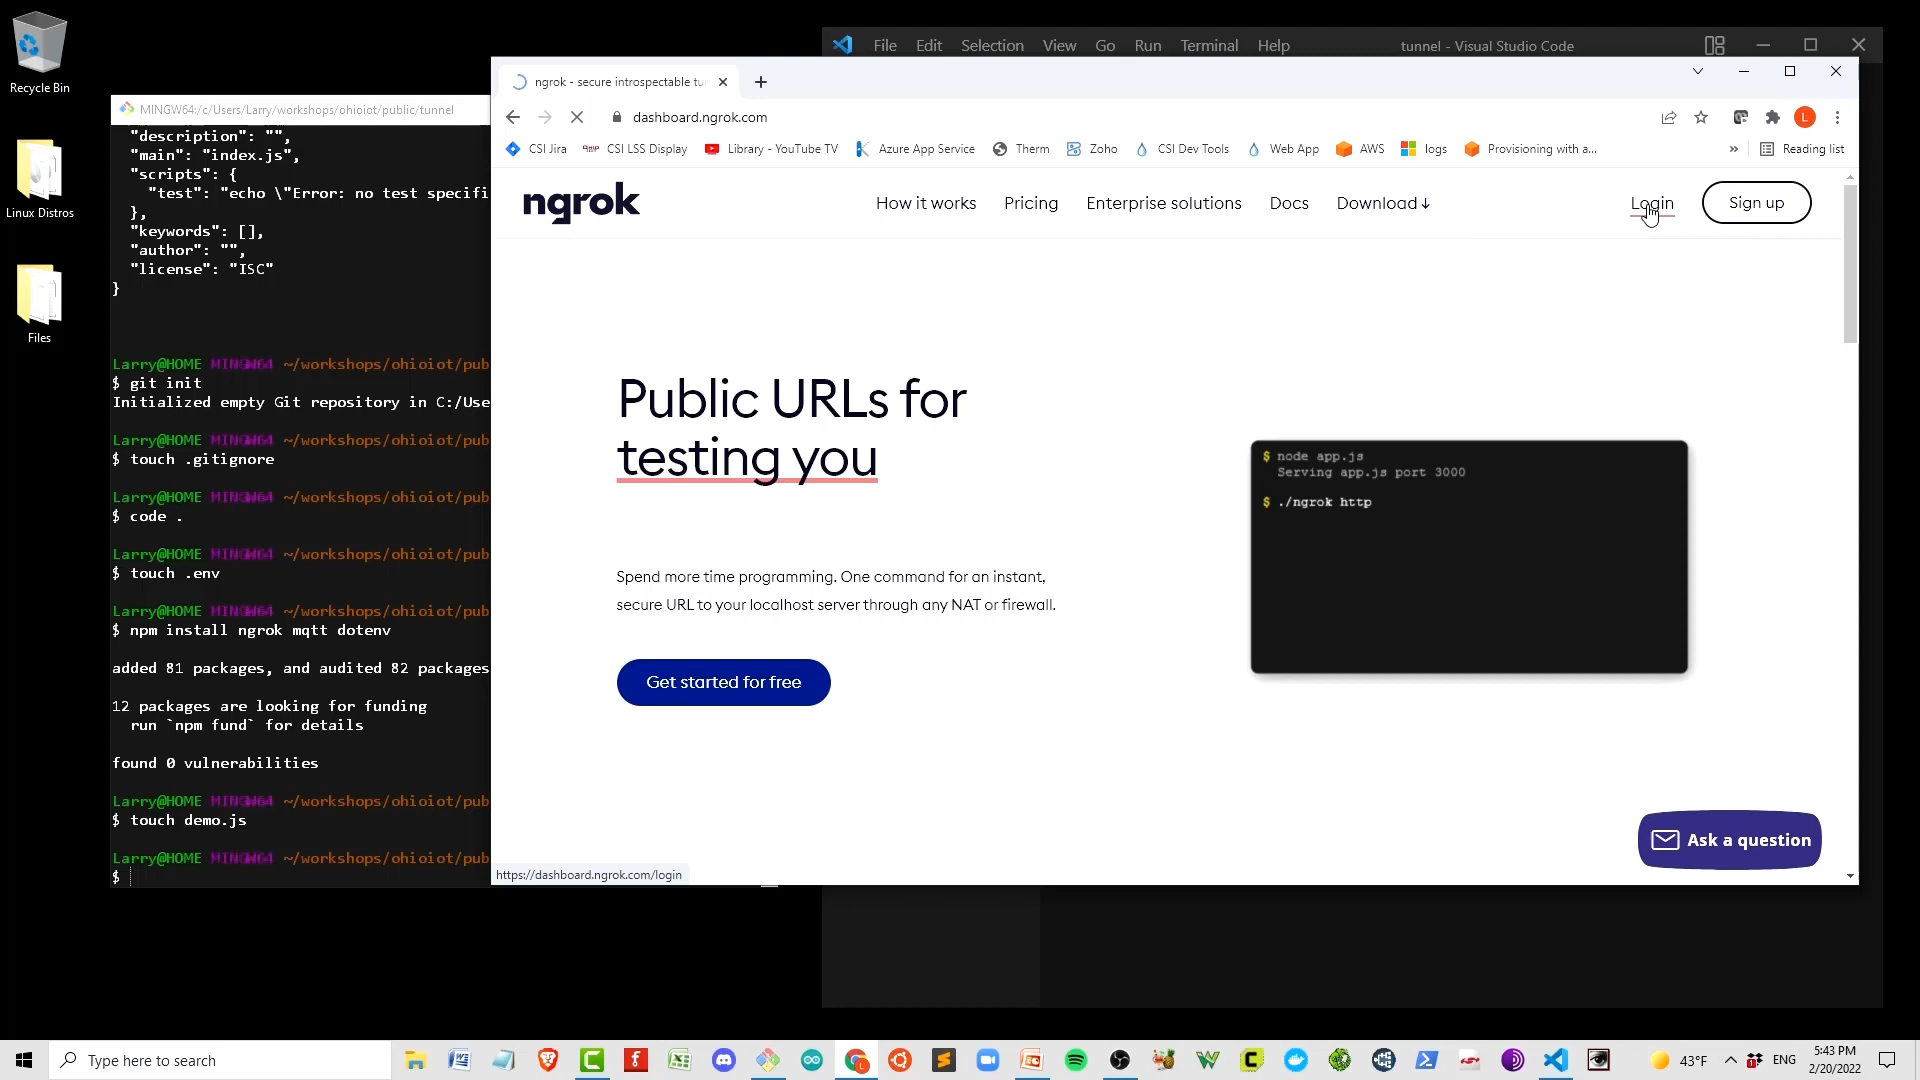 Recycle Bin
Linux Distros
Files
MINGW64:/c/Users/Larry/workshops/ohioiot/public/tunnel
"description": "",
"main": "index.js",
"scripts": {
"test": "echo \"Error: no test specifi
},
"keywords": [],
"author": "",
"license": "ISC"
}
Larry@HOME MINGW64 ~/workshops/ohioiot/pub
$ git init
Initialized empty Git repository in C:/Use
Larry@HOME MINGW64 ~/workshops/ohioiot/pub
$ touch .gitignore
Larry@HOME MINGW64 ~/workshops/ohioiot/pub
$ code .
Larry@HOME MINGW64 ~/workshops/ohioiot/pub
$ touch .env
Larry@HOME MINGW64 ~/workshops/ohioiot/pub
$ npm install ngrok mqtt dotenv
added 81 packages, and audited 82 packages
12 packages are looking for funding
run `npm fund` for details
found 0 vulnerabilities
Larry@HOME MINGW64 ~/workshops/ohioiot/pub
$ touch demo.js
Larry@HOME MINGW64 ~/workshops/ohioiot/pub
$
File Edit Selection View Go Run Terminal Help tunnel - Visual Studio Code
ngrok - secure introspectable tu
dashboard.ngrok.com
L
CSI Jira CSI LSS Display Library - YouTube TV Azure App Service Therm Zoho CSI Dev Tools Web App AWS logs Provisioning with a... » Reading list
ngrok How it works Pricing Enterprise solutions Docs Download↓ Login Sign up
Public URLs for
testing you
Spend more time programming. One command for an instant,
secure URL to your localhost server through any NAT or firewall.
Get started for free
$ node app.js
Serving app.js port 3000
$ ./ngrok http
Ask a question
https://dashboard.ngrok.com/login
Type here to search
43°F
ENG
5:43 PM
2/20/2022